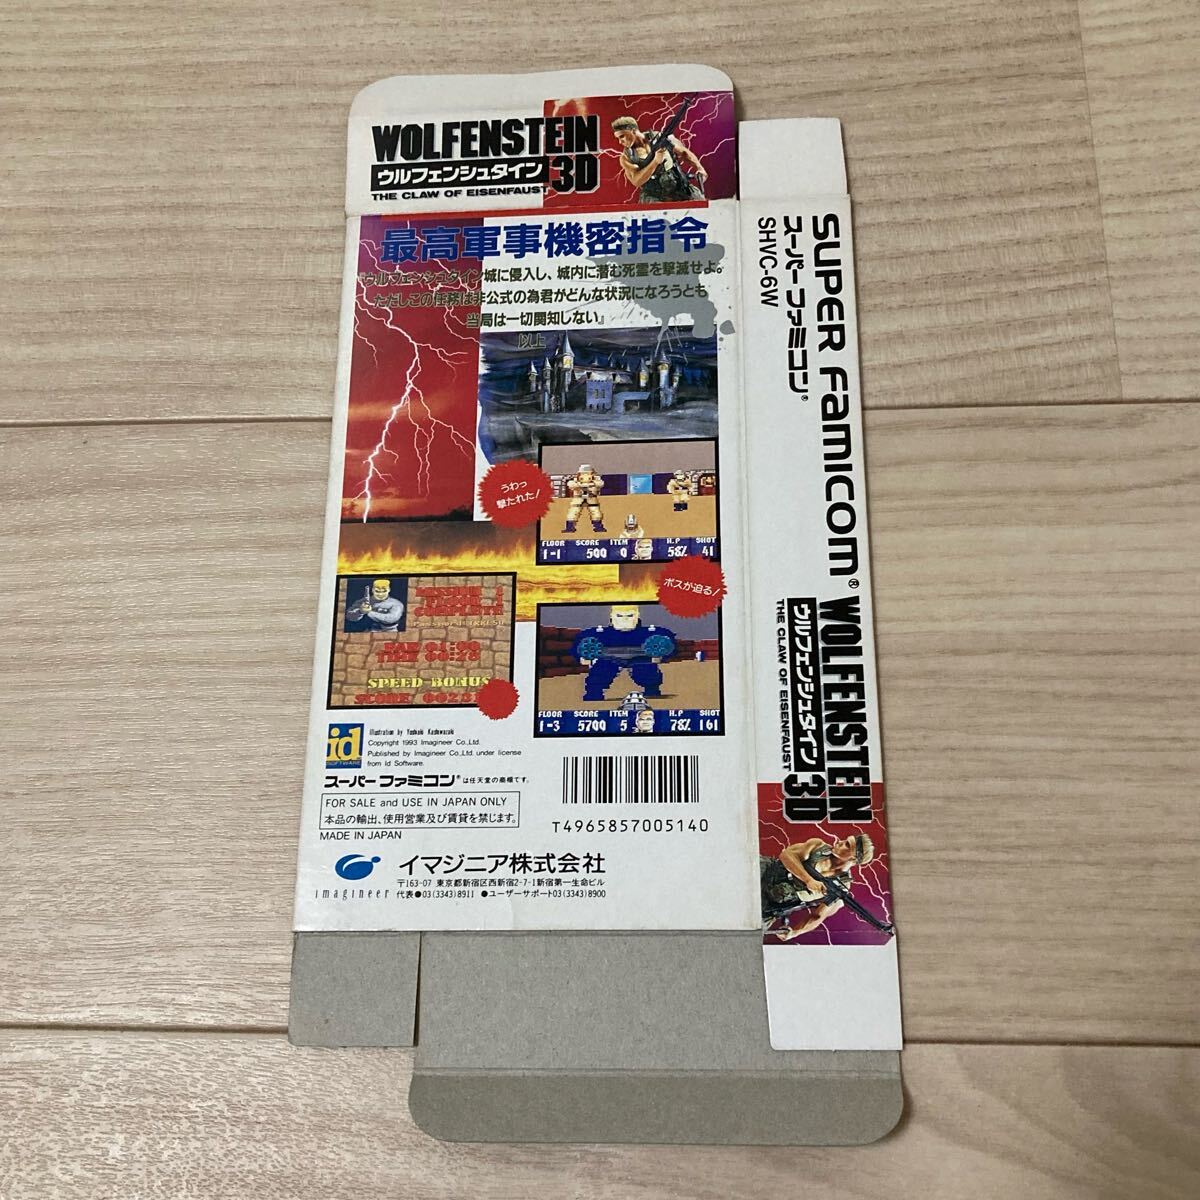 WOLFENSTEIN
ウルフェンシュタイン 3D
THE CLAW OF EISENFAUST
最高軍事機密指令
『ウルフェンシュタイン城に侵入し、城内に潜む死霊を撃滅せよ。
ただしこの任務は非公式の為君がどんな状況になろうとも
当局は一切関知しない』
以上
うわっ
撃たれた!
FLOOR SCORE ITEM H.P SHOT
1-1 500 0 58% 41
ボスが迫る!
MISSION 1
COMPLETE
RAW 01:00
TIME 00:28
SPEED BONUS
FLOOR SCORE ITEM H.P SHOT
1-3 5700 5 78% 161
id
SOFTWARE
Illustration by Yoshiaki Kashiwazaki
Copyright 1993 Imagineer Co., Ltd.
Published by Imagineer Co., Ltd. under license
from Id Software.
スーパーファミコン®は任天堂の商標です。
FOR SALE and USE IN JAPAN ONLY
本品の輸出、使用営業及び賃貸を禁じます。
MADE IN JAPAN
T4965857005140
imagineer
イマジニア株式会社
〒163-07 東京都新宿区西新宿2-7-1新宿第一生命ビル
代表●03(3343)8911 ●ユーザーサポート03(3343)8900
SUPER FAMICOM®
スーパーファミコン®
SHVC-6W
WOLFENSTEIN
ウルフェンシュタイン 3D
THE CLAW OF EISENFAUST